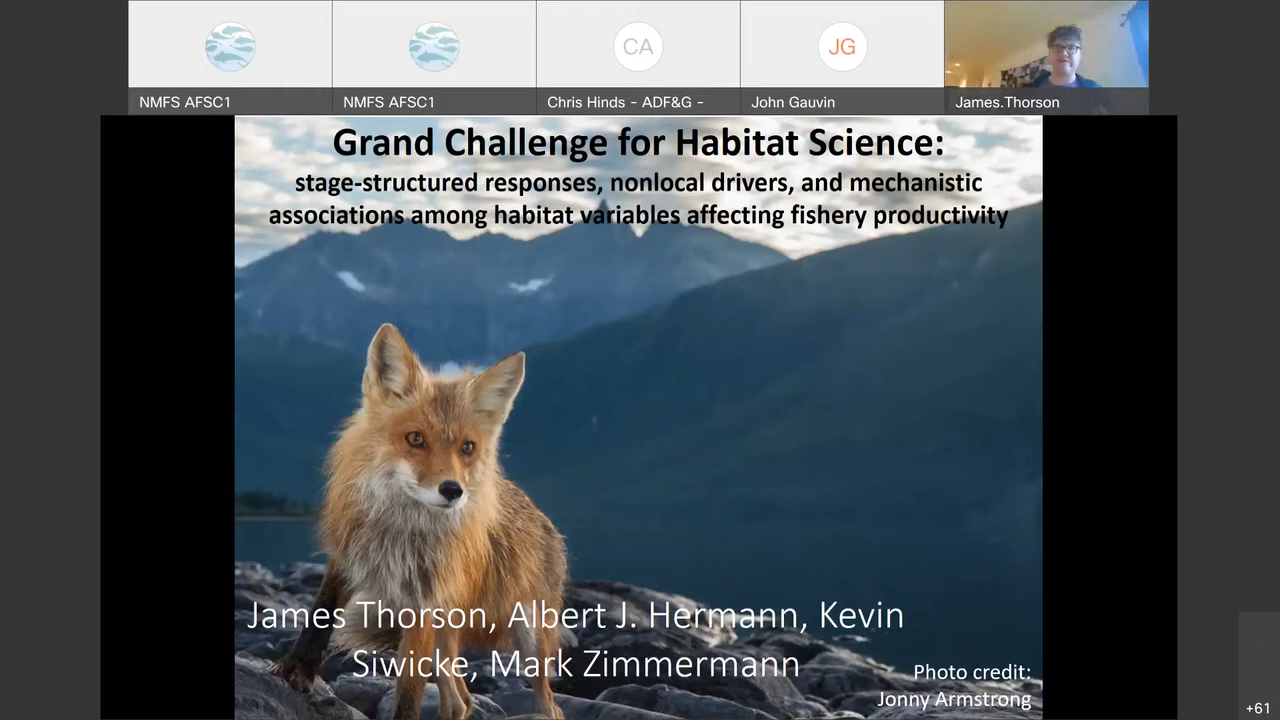 NMFS AFSC1
NMFS AFSC1
CA
Chris Hinds - ADF&G -
JG
John Gauvin
James.Thorson
Grand Challenge for Habitat Science:
stage-structured responses, nonlocal drivers, and mechanistic
associations among habitat variables affecting fishery productivity
James Thorson, Albert J. Hermann, Kevin
Siwicke, Mark Zimmermann
Photo credit:
Jonny Armstrong
+61